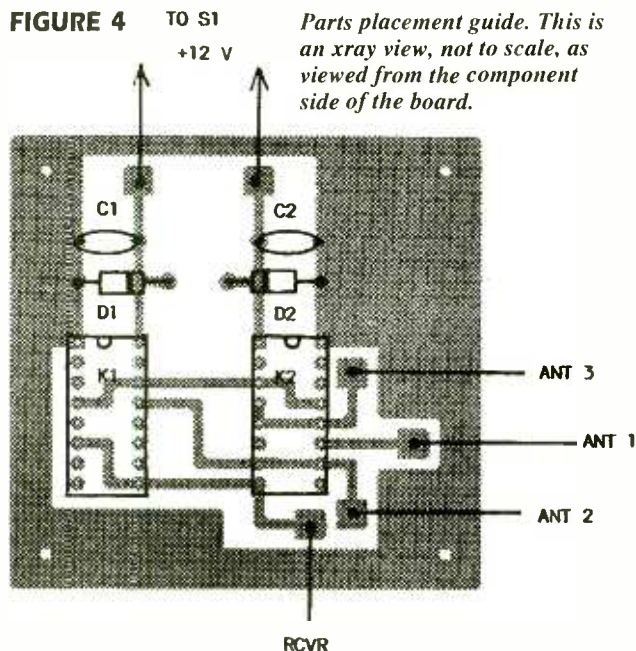 FIGURE 4
TO S1
+12 V
Parts placement guide. This is
an xray view, not to scale, as
viewed from the component
side of the board.
C1
C2
D1
D2
K1
K2
ANT 3
ANT 1
ANT 2
RCVR